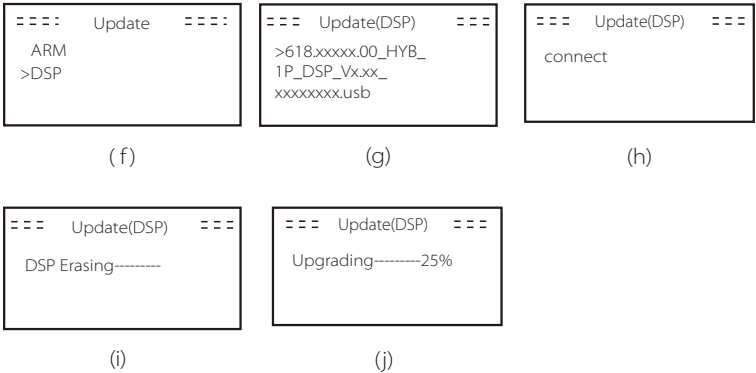 === Update ===
ARM
>DSP
=== Update(DSP) ===
>618.xxxxx.00_HYB_
1P_DSP_Vx.xx_
xxxxxxxx.usb
=== Update(DSP) ===
connect
(f)
(g)
(h)
=== Update(DSP) ===
DSP Erasing---------
=== Update(DSP) ===
Upgrading---------25%
(i)
(j)